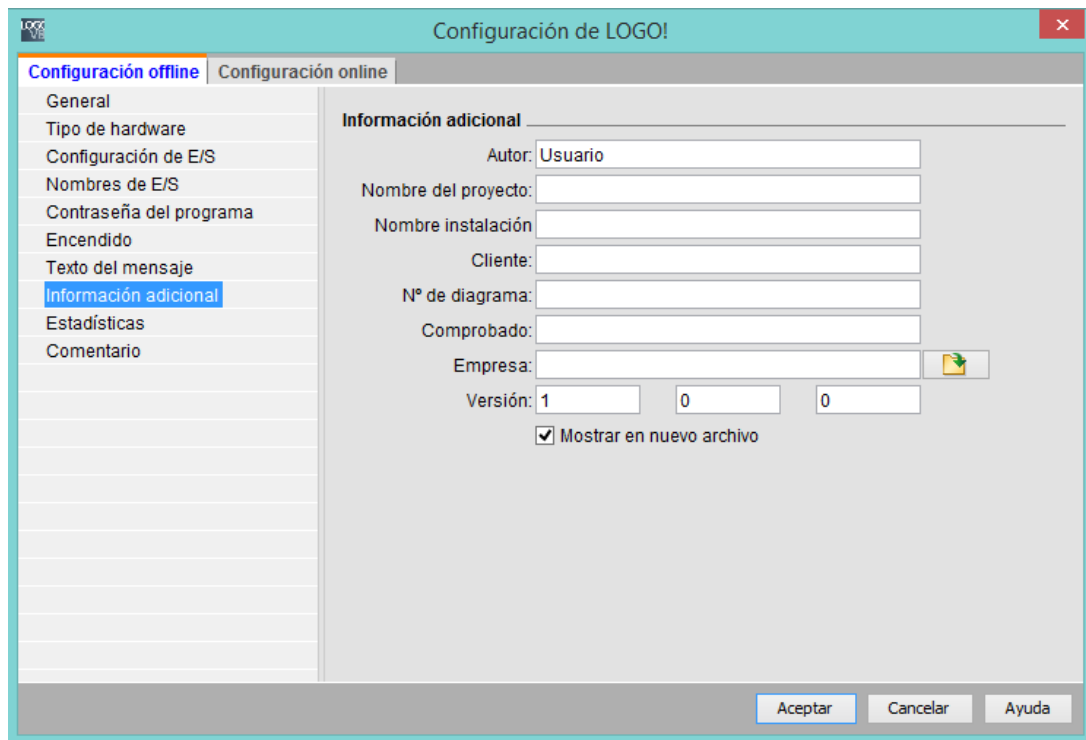 LOGO
Configuración de LOGO!
Configuración offline Configuración online
General
Tipo de hardware
Configuración de E/S
Nombres de E/S
Contraseña del programa
Encendido
Texto del mensaje
Información adicional
Estadísticas
Comentario
Información adicional
Autor: Usuario
Nombre del proyecto:
Nombre instalación
Cliente:
Nº de diagrama:
Comprobado:
Empresa:
Versión: 1 0 0
Mostrar en nuevo archivo
Aceptar Cancelar Ayuda